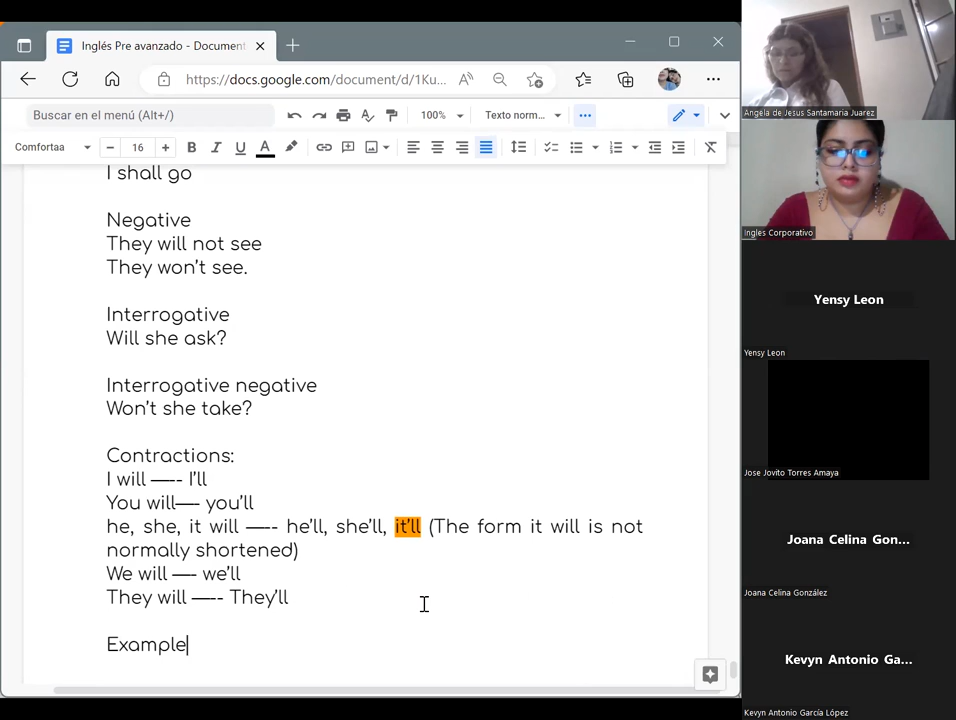 Inglés Pre avanzado - Document
https://docs.google.com/document/d/1Ku...
Buscar en el menú (Alt+/)
100%
Texto norm...
Comfortaa
16
I shall go
Negative
They will not see
They won't see.
Interrogative
Will she ask?
Interrogative negative
Won't she take?
Contractions:
I will —-- I'll
You will—- you'll
he, she, it will —-- he'll, she'll, it'll (The form it will is not
normally shortened)
We will —- we'll
They will —-- They'll
Example
Angela de Jesus Santamaria Juarez
Ingles Corporativo
Yensy Leon
Yensy Leon
Jose Jovito Torres Amaya
Joana Celina Gon...
Joana Celina González
Kevyn Antonio Ga...
Kevyn Antonio García López